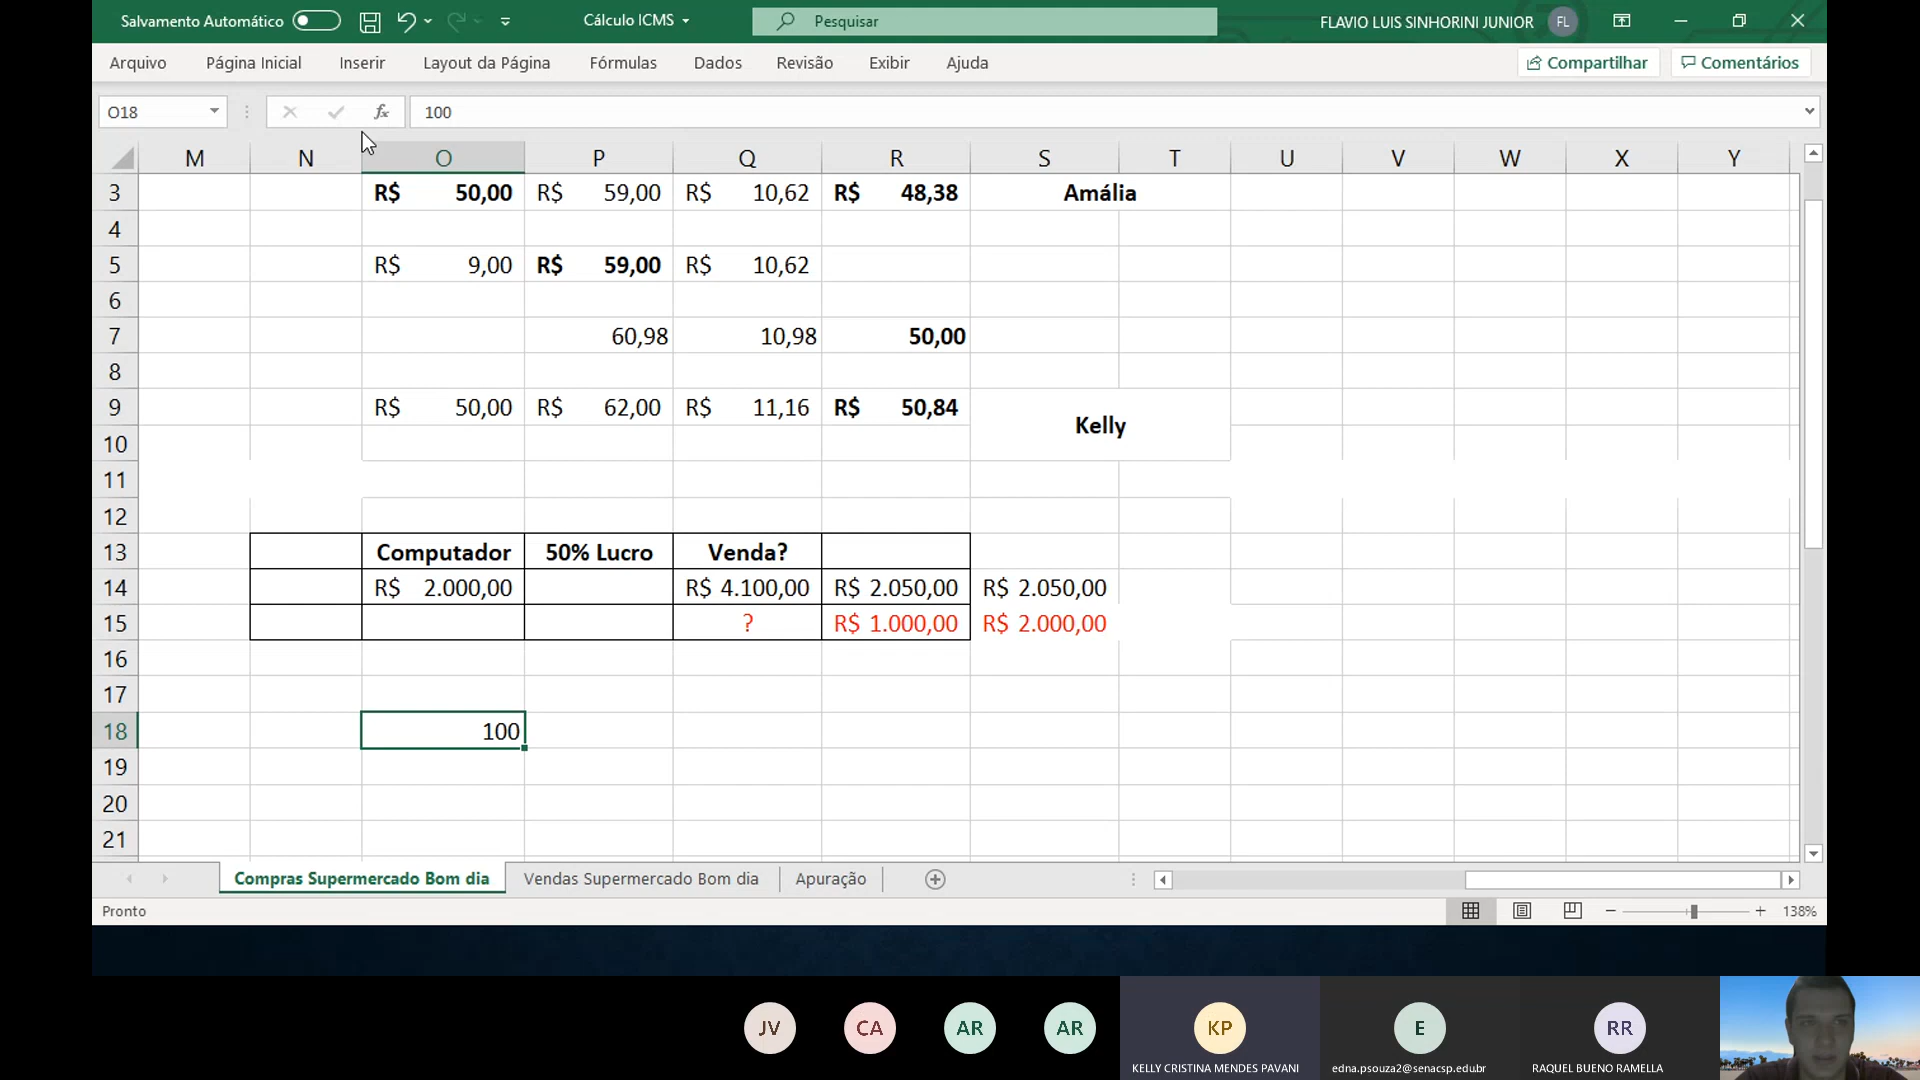 Salvamento Automático
Cálculo ICMS
Pesquisar
FLAVIO LUIS SINHORINI JUNIOR FL
Arquivo Página Inicial Inserir Layout da Página Fórmulas Dados Revisão Exibir Ajuda Compartilhar Comentários
O18 fx 100
M N O P Q R S T U V W X Y
3 R$ 50,00 R$ 59,00 R$ 10,62 R$ 48,38 Amália
4
5 R$ 9,00 R$ 59,00 R$ 10,62
6
7 60,98 10,98 50,00
8
9 R$ 50,00 R$ 62,00 R$ 11,16 R$ 50,84
Kelly
10
11
12
13 Computador 50% Lucro Venda?
14 R$ 2.000,00 R$ 4.100,00 R$ 2.050,00 R$ 2.050,00
15 ? R$ 1.000,00 R$ 2.000,00
16
17
18 100
19
20
21
Compras Supermercado Bom dia Vendas Supermercado Bom dia Apuração
Pronto 138%
JV CA AR AR KP E RR
KELLY CRISTINA MENDES PAVANI edna.psouza2@senacsp.edu.br RAQUEL BUENO RAMELLA